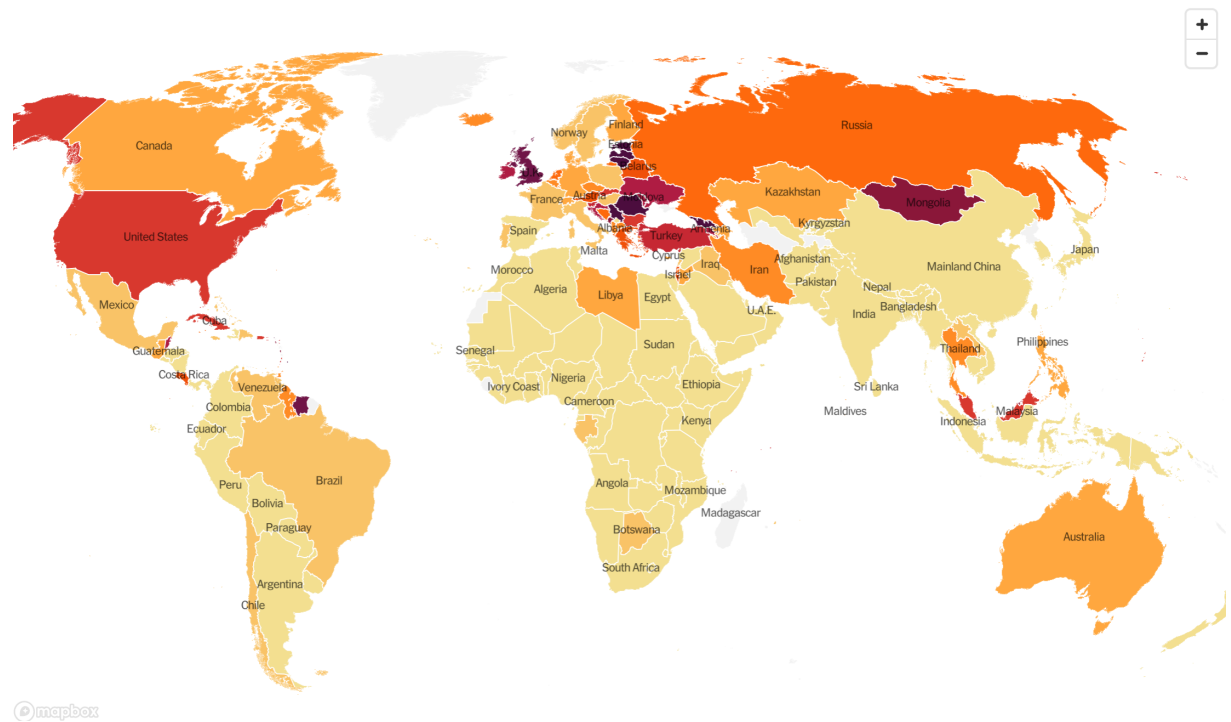 +
−
Norway
Finland
Russia
Canada
Estonia
U.K.
Belarus
Moldova
Kazakhstan
Austria
France
Mongolia
Albania
Armenia
Kyrgyzstan
Spain
United States
Turkey
Malta
Cyprus
Japan
Afghanistan
Iraq
Mainland China
Morocco
Israel
Iran
Pakistan
Algeria
Libya
Egypt
Nepal
Mexico
Bangladesh
U.A.E.
India
Cuba
Sudan
Philippines
Guatemala
Senegal
Thailand
Costa Rica
Nigeria
Ethiopia
Ivory Coast
Sri Lanka
Venezuela
Cameroon
Colombia
Maldives
Malaysia
Kenya
Indonesia
Ecuador
Brazil
Peru
Angola
Mozambique
Bolivia
Madagascar
Paraguay
Botswana
Australia
South Africa
Argentina
Chile
mapbox